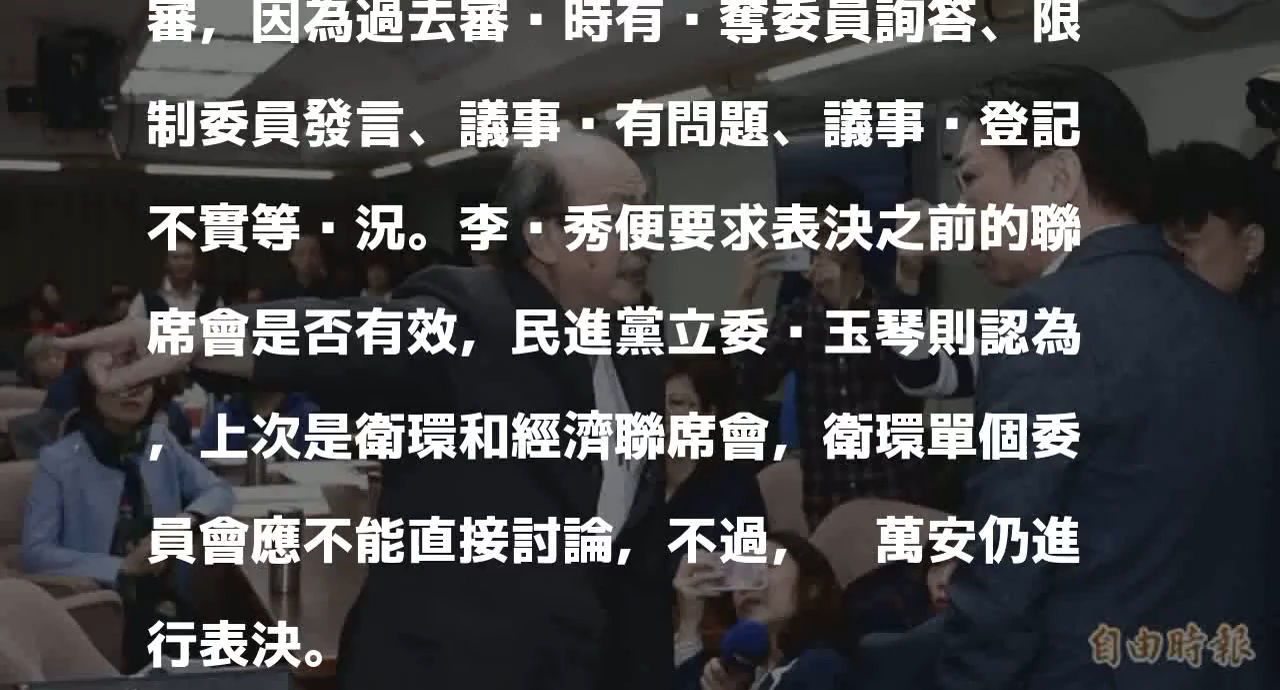 審，因為過去審▪時有▪奪委員詢答、限
制委員發言、議事▪有問題、議事▪登記
不實等▪況。李▪秀便要求表決之前的聯
席會是否有效，民進黨立委▪玉琴則認為
，上次是衛環和經濟聯席會，衛環單個委
員會應不能直接討論，不過，　萬安仍進
行表決。
自由時報